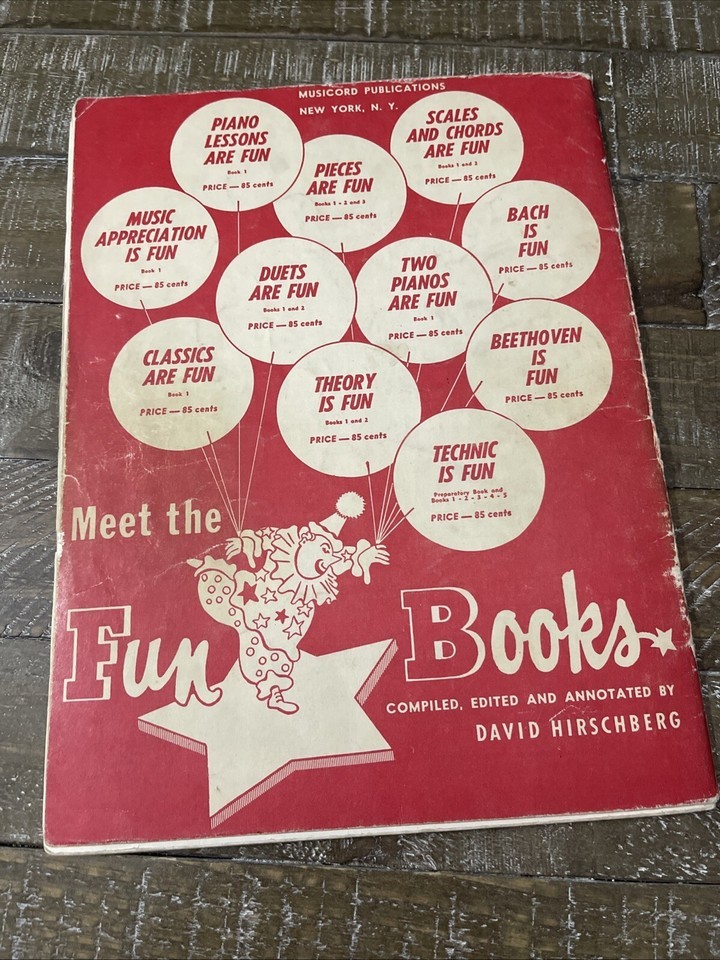 MUSICORD PUBLICATIONS
NEW YORK, N. Y.
PIANO
LESSONS
ARE FUN
Book 1
PRICE — 85 cents
PIECES
ARE FUN
Books 1 - 2 and 3
PRICE — 85 cents
SCALES
AND CHORDS
ARE FUN
Books 1 and 2
PRICE — 85 cents
MUSIC
APPRECIATION
IS FUN
Book 1
PRICE — 85 cents
DUETS
ARE FUN
Books 1 and 2
PRICE — 85 cents
TWO
PIANOS
ARE FUN
Book 1
PRICE — 85 cents
BACH
IS
FUN
PRICE — 85 cents
CLASSICS
ARE FUN
Book 1
PRICE — 85 cents
THEORY
IS FUN
Books 1 and 2
PRICE — 85 cents
BEETHOVEN
IS
FUN
PRICE — 85 cents
TECHNIC
IS FUN
Preparatory Book and
Books 1 - 2 - 3 - 4 - 5
PRICE — 85 cents
Meet the
Fun Books
COMPILED, EDITED AND ANNOTATED BY
DAVID HIRSCHBERG